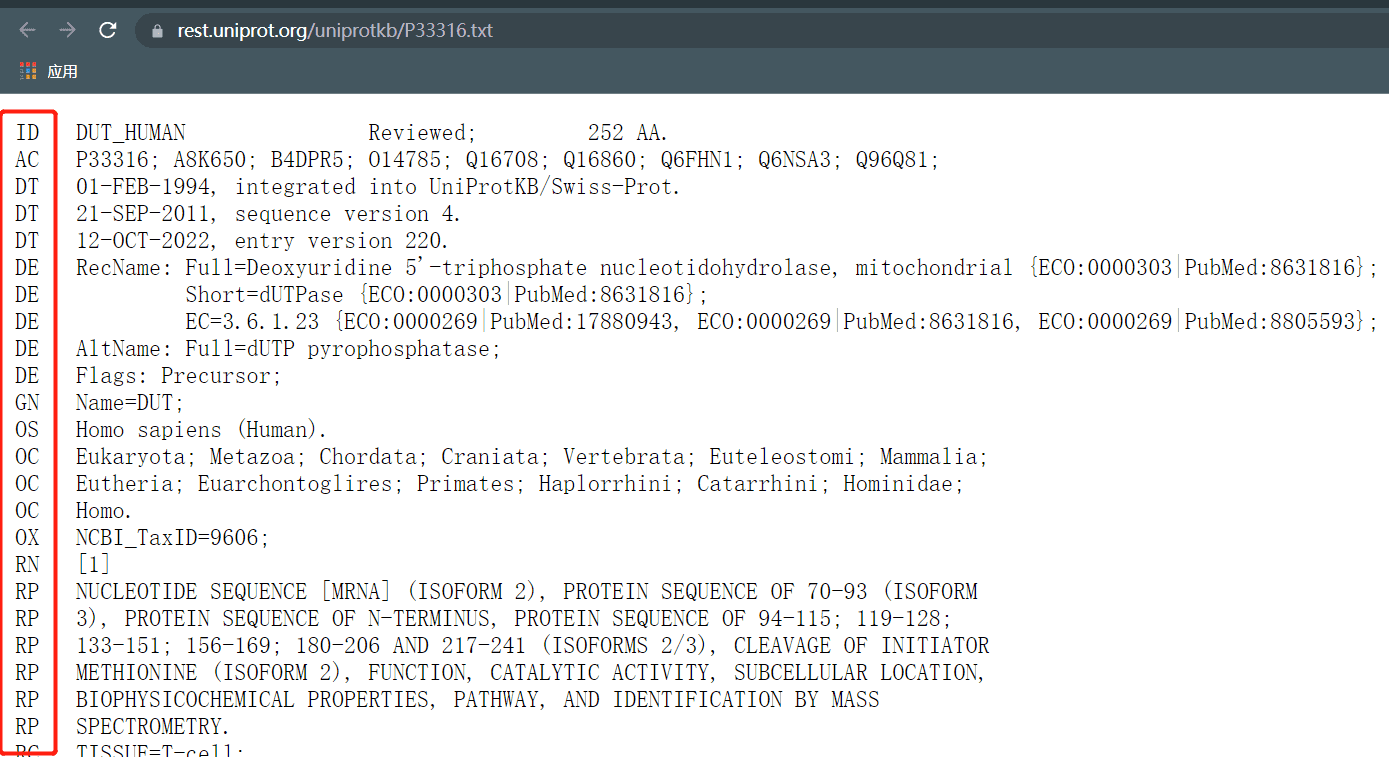 rest.uniprot.org/uniprotkb/P33316.txt
应用
ID DUT_HUMAN Reviewed; 252 AA.
AC P33316; A8K650; B4DPR5; O14785; Q16708; Q16860; Q6FHN1; Q6NSA3; Q96Q81;
DT 01-FEB-1994, integrated into UniProtKB/Swiss-Prot.
DT 21-SEP-2011, sequence version 4.
DT 12-OCT-2022, entry version 220.
DE RecName: Full=Deoxyuridine 5'-triphosphate nucleotidohydrolase, mitochondrial {ECO:0000303|PubMed:8631816};
DE Short=dUTPase {ECO:0000303|PubMed:8631816};
DE EC=3.6.1.23 {ECO:0000269|PubMed:17880943, ECO:0000269|PubMed:8631816, ECO:0000269|PubMed:8805593};
DE AltName: Full=dUTP pyrophosphatase;
DE Flags: Precursor;
GN Name=DUT;
OS Homo sapiens (Human).
OC Eukaryota; Metazoa; Chordata; Craniata; Vertebrata; Euteleostomi; Mammalia;
OC Eutheria; Euarchontoglires; Primates; Haplorrhini; Catarrhini; Hominidae;
OC Homo.
OX NCBI_TaxID=9606;
RN [1]
RP NUCLEOTIDE SEQUENCE [MRNA] (ISOFORM 2), PROTEIN SEQUENCE OF 70-93 (ISOFORM
RP 3), PROTEIN SEQUENCE OF N-TERMINUS, PROTEIN SEQUENCE OF 94-115; 119-128;
RP 133-151; 156-169; 180-206 AND 217-241 (ISOFORMS 2/3), CLEAVAGE OF INITIATOR
RP METHIONINE (ISOFORM 2), FUNCTION, CATALYTIC ACTIVITY, SUBCELLULAR LOCATION,
RP BIOPHYSICOCHEMICAL PROPERTIES, PATHWAY, AND IDENTIFICATION BY MASS
RP SPECTROMETRY.
RC TISSUE=T-cell;